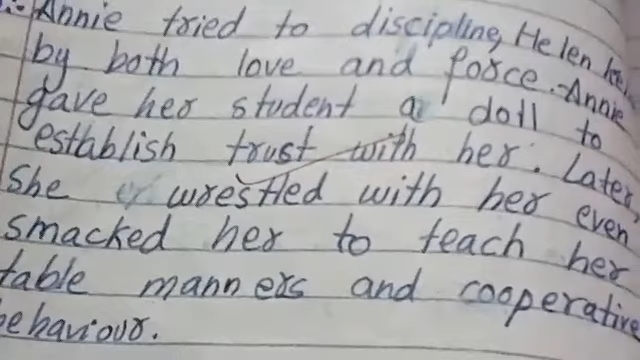 Annie tried to discipline, Helen
by both love and force. Annie
gave her student a doll to
establish trust with her. Later,
she wrestled with her even
smacked her to teach her
table manners and cooperative
behaviour.